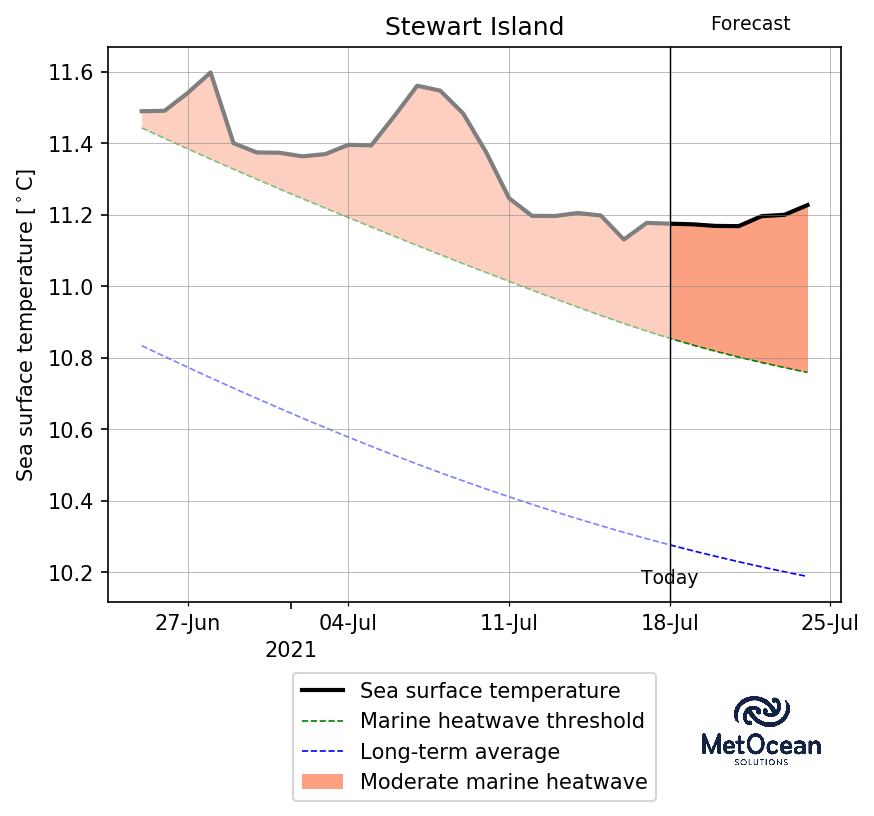 Stewart Island
Forecast
Sea surface temperature [°C]
11.6
11.4
11.2
11.0
10.8
10.6
10.4
10.2
Today
27-Jun
04-Jul
11-Jul
18-Jul
25-Jul
2021
Sea surface temperature
Marine heatwave threshold
Long-term average
Moderate marine heatwave
MetOcean
SOLUTIONS